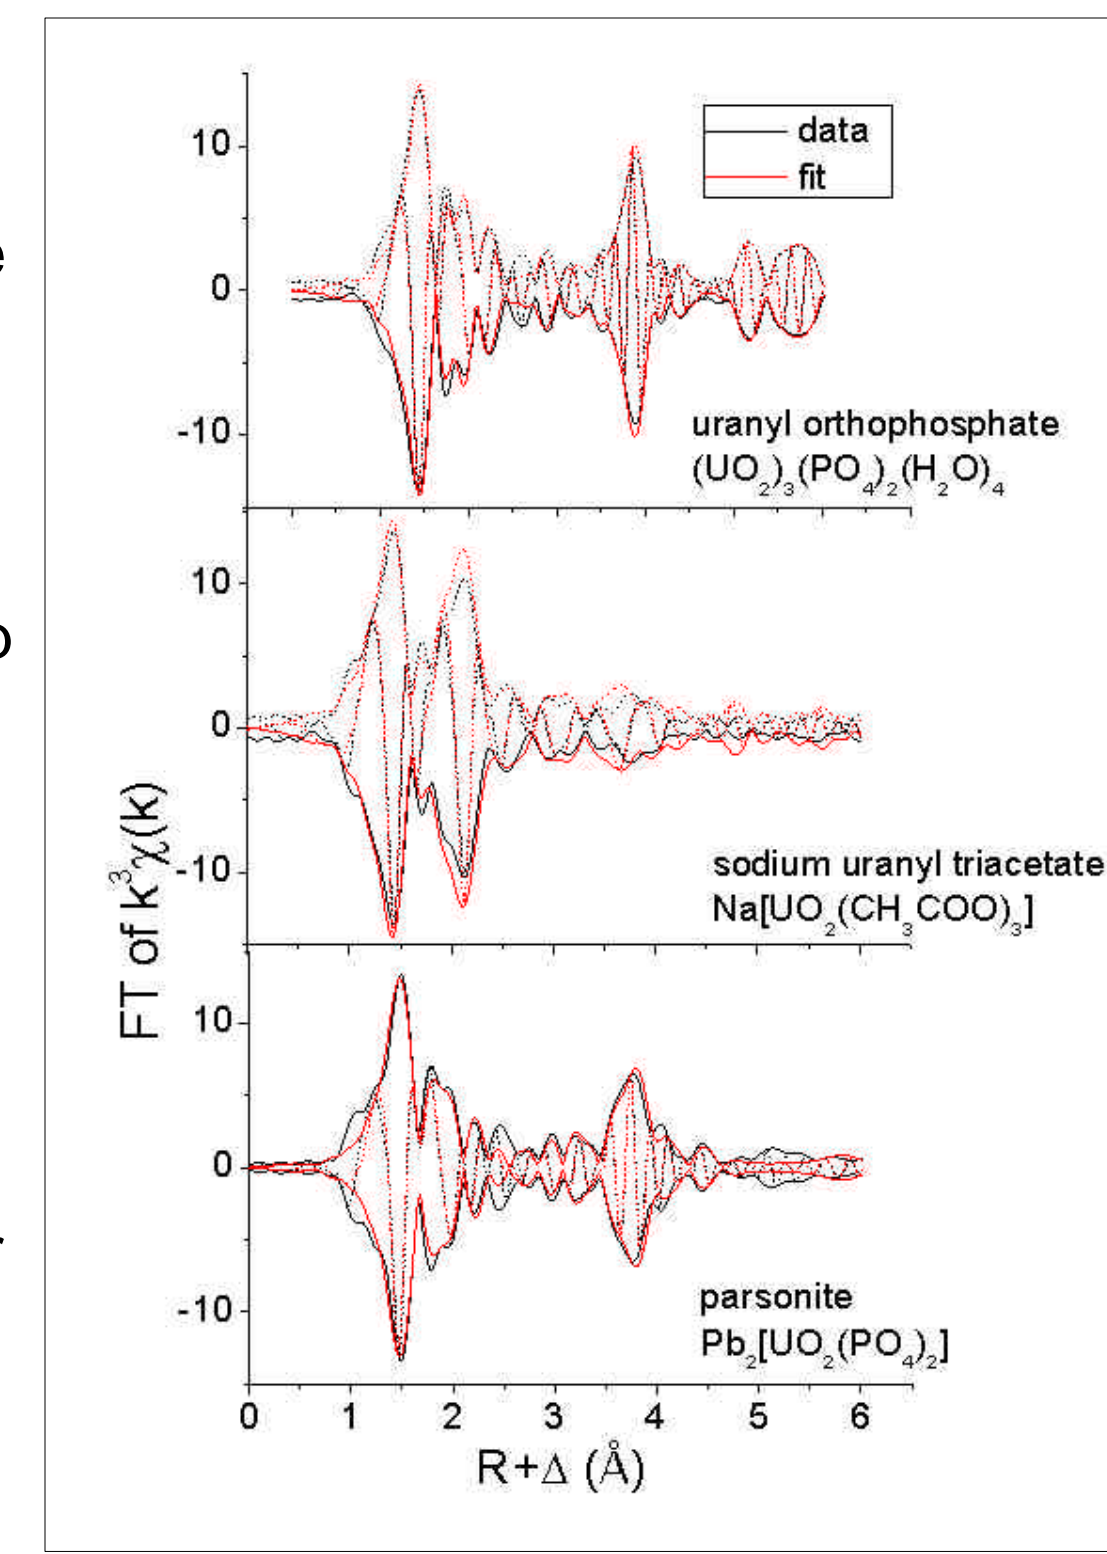 data
fit
10
0
-10
uranyl orthophosphate
(UO₂)₃(PO₄)₂(H₂O)₄
10
0
-10
sodium uranyl triacetate
Na[UO₂(CH₃COO)₃]
FT of k³χ(k)
10
0
-10
parsonite
Pb₂[UO₂(PO₄)₂]
0 1 2 3 4 5 6
R+Δ (Å)